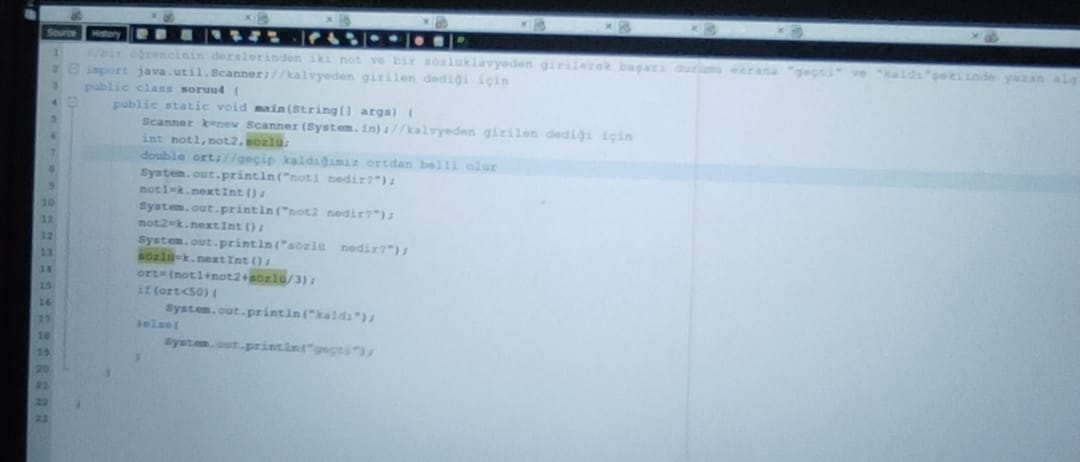 Source History
1 //bir öğrencinin derslerinden iki not ve bir sözlüklavyeden girilerek başarı durumu ekrana "geçti" ve "kaldı"şeklinde yazan alg
2 import java.util.Scanner;//kalvyeden girilen dediği için
3 public class soruu4 {
4 public static void main(String[] args) {
5 Scanner k=new Scanner(System.in);//kalvyeden girilen dediği için
6 int not1,not2,sözlü;
7 double ort;//geçip kaldığımız ortdan belli olur
8 System.out.println("not1 nedir?");
9 not1=k.nextInt();
10 System.out.println("not2 nedir?");
11 not2=k.nextInt();
12 System.out.println("sözlü nedir?");
13 sözlü=k.nextInt();
14 ort=(not1+not2+sözlü/3);
15 if(ort<50){
16 System.out.println("kaldı");
17 }else{
18 System.out.println("geçti");
19 }
20 }
21
22 }
23